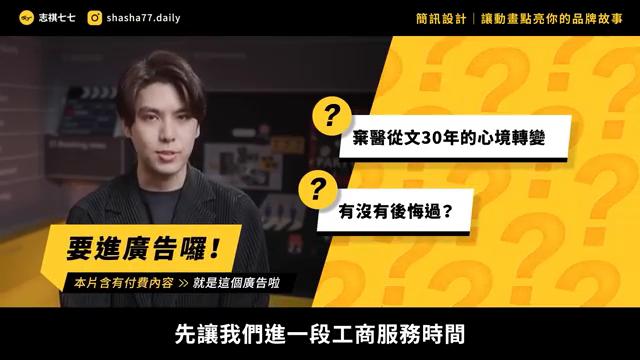 志祺七七
shasha77.daily
簡訊設計｜讓動畫點亮你的品牌故事
?
棄醫從文30年的心境轉變
?
有沒有後悔過？
要進廣告囉！
本片含有付費內容 >> 就是這個廣告啦
先讓我們進一段工商服務時間